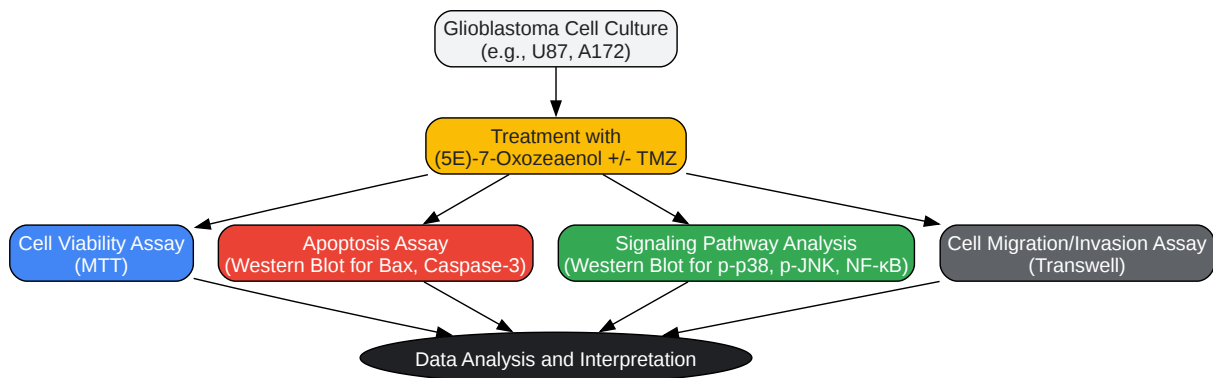 Glioblastoma Cell Culture
(e.g., U87, A172)
Treatment with
(5E)-7-Oxozeaenol +/- TMZ
Cell Viability Assay
(MTT)
Apoptosis Assay
(Western Blot for Bax, Caspase-3)
Signaling Pathway Analysis
(Western Blot for p-p38, p-JNK, NF-κB)
Cell Migration/Invasion Assay
(Transwell)
Data Analysis and Interpretation